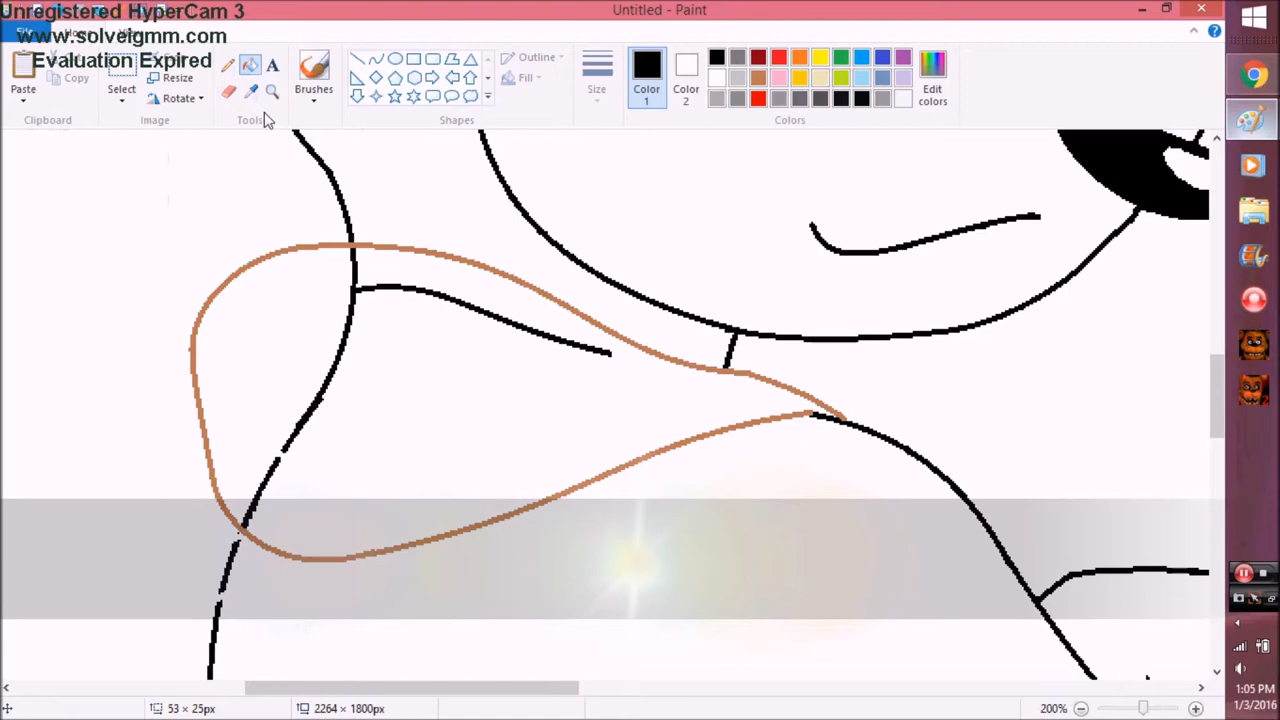 Unregistered HyperCam 3
www.solveigmm.com
Evaluation Expired
Untitled - Paint
File
Paste
Cut
Copy
Clipboard
Select
Resize
Rotate
Image
Tools
Brushes
Shapes
Outline
Fill
Size
Color 1
Color 2
Edit colors
Colors
53 × 25px
2264 × 1800px
200%
1:05 PM
1/3/2016